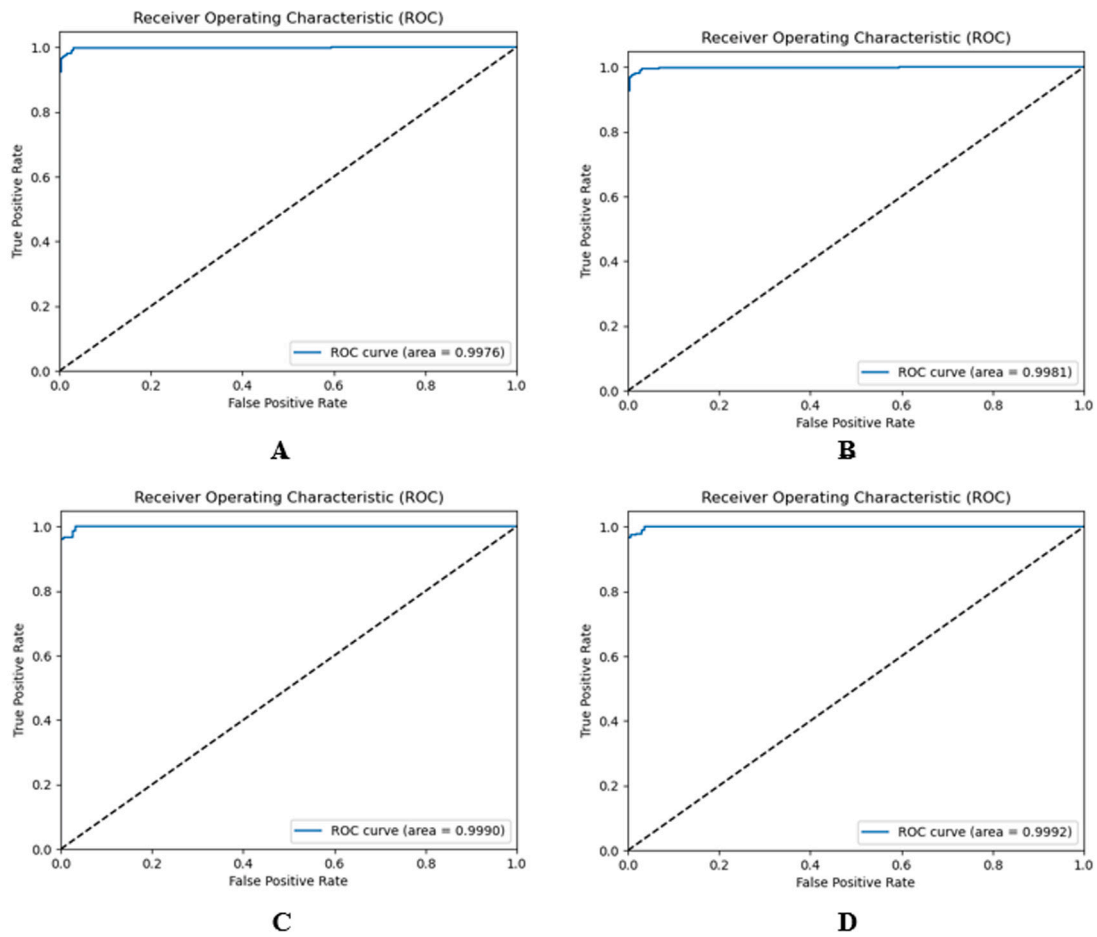 Receiver Operating Characteristic (ROC)
1.0
0.8
0.6
0.4
0.2
0.0
True Positive Rate
ROC curve (area = 0.9976)
0.0 0.2 0.4 0.6 0.8 1.0
False Positive Rate
A
Receiver Operating Characteristic (ROC)
1.0
0.8
0.6
0.4
0.2
0.0
True Positive Rate
ROC curve (area = 0.9981)
0.0 0.2 0.4 0.6 0.8 1.0
False Positive Rate
B
Receiver Operating Characteristic (ROC)
1.0
0.8
0.6
0.4
0.2
0.0
True Positive Rate
ROC curve (area = 0.9990)
0.0 0.2 0.4 0.6 0.8 1.0
False Positive Rate
C
Receiver Operating Characteristic (ROC)
1.0
0.8
0.6
0.4
0.2
0.0
True Positive Rate
ROC curve (area = 0.9992)
0.0 0.2 0.4 0.6 0.8 1.0
False Positive Rate
D